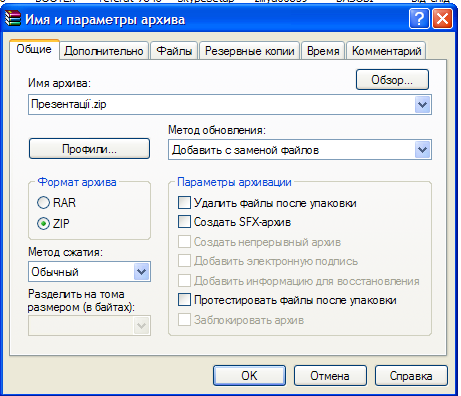 Имя и параметры архива
Общие Дополнительно Файлы Резервные копии Время Комментарий
Имя архива:
Обзор...
Презентації.zip
Метод обновления:
Профили...
Добавить с заменой файлов
Формат архива
Параметры архивации
RAR
Удалить файлы после упаковки
ZIP
Создать SFX-архив
Создать непрерывный архив
Метод сжатия:
Добавить электронную подпись
Обычный
Добавить информацию для восстановления
Разделить на тома
размером (в байтах):
Протестировать файлы после упаковки
Заблокировать архив
OK Отмена Справка